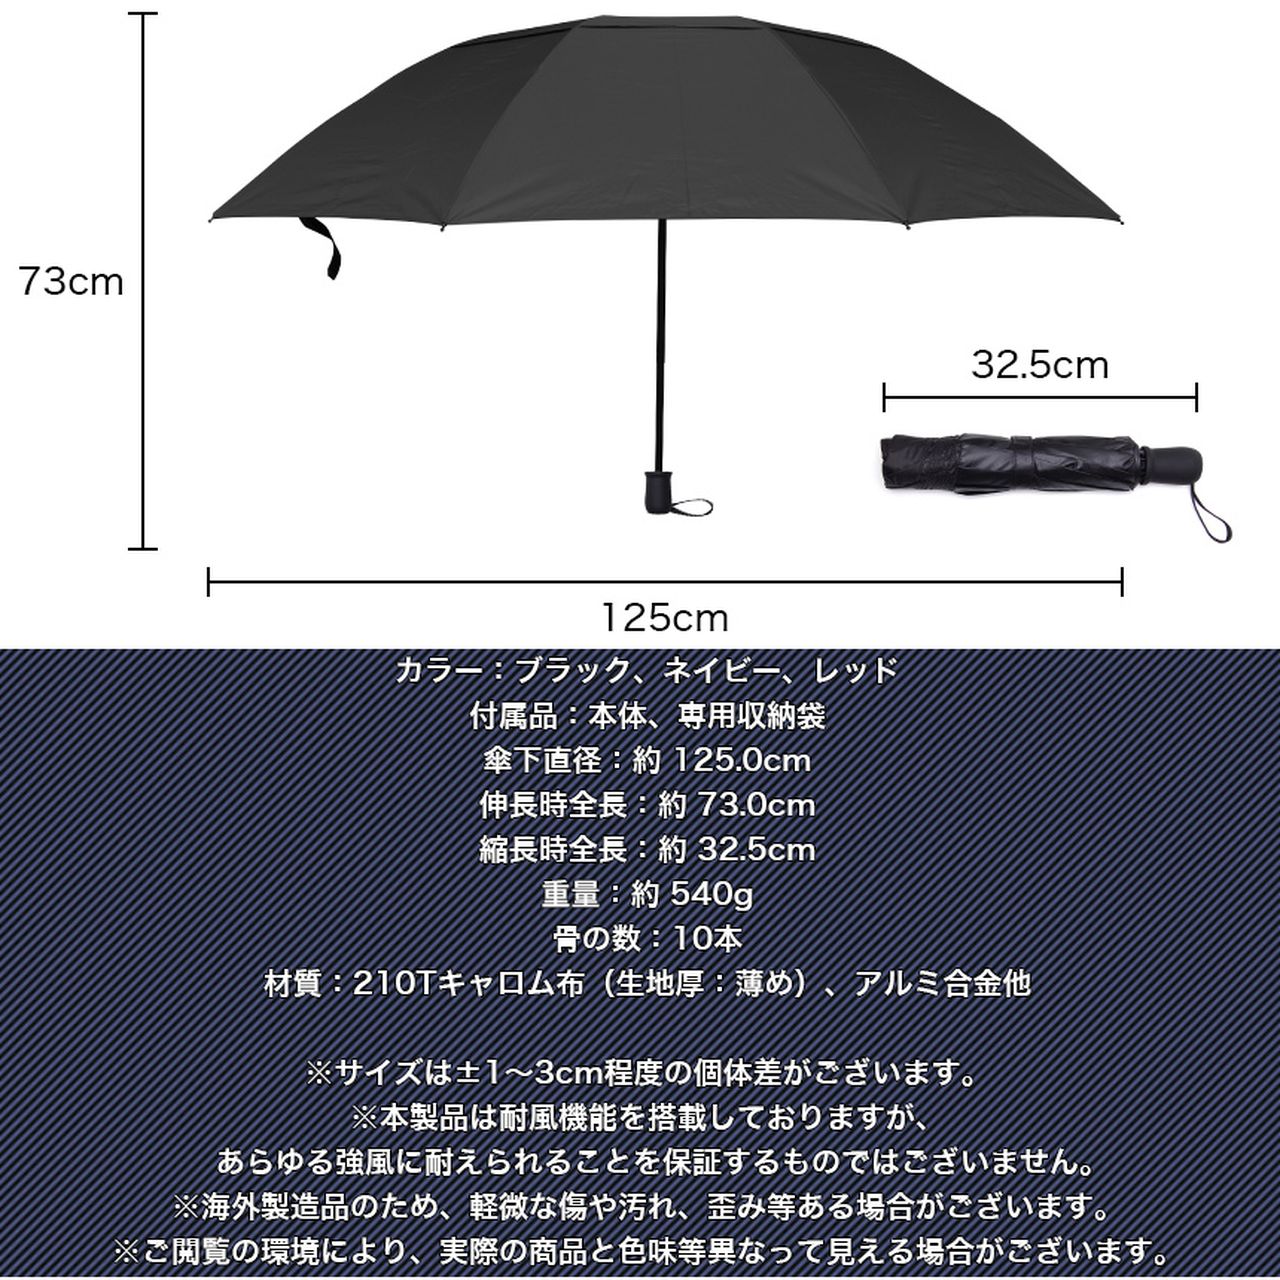 73cm
32.5cm
125cm
カラー：ブラック、ネイビー、レッド
付属品：本体、専用収納袋
傘下直径：約 125.0cm
伸長時全長：約 73.0cm
縮長時全長：約 32.5cm
重量：約 540g
骨の数：10本
材質：210Tキャロム布（生地厚：薄め）、アルミ合金他
※サイズは±1～3cm程度の個体差がございます。
※本製品は耐風機能を搭載しておりますが、
あらゆる強風に耐えられることを保証するものではございません。
※海外製造品のため、軽微な傷や汚れ、歪み等ある場合がございます。
※ご閲覧の環境により、実際の商品と色味等異なって見える場合がございます。